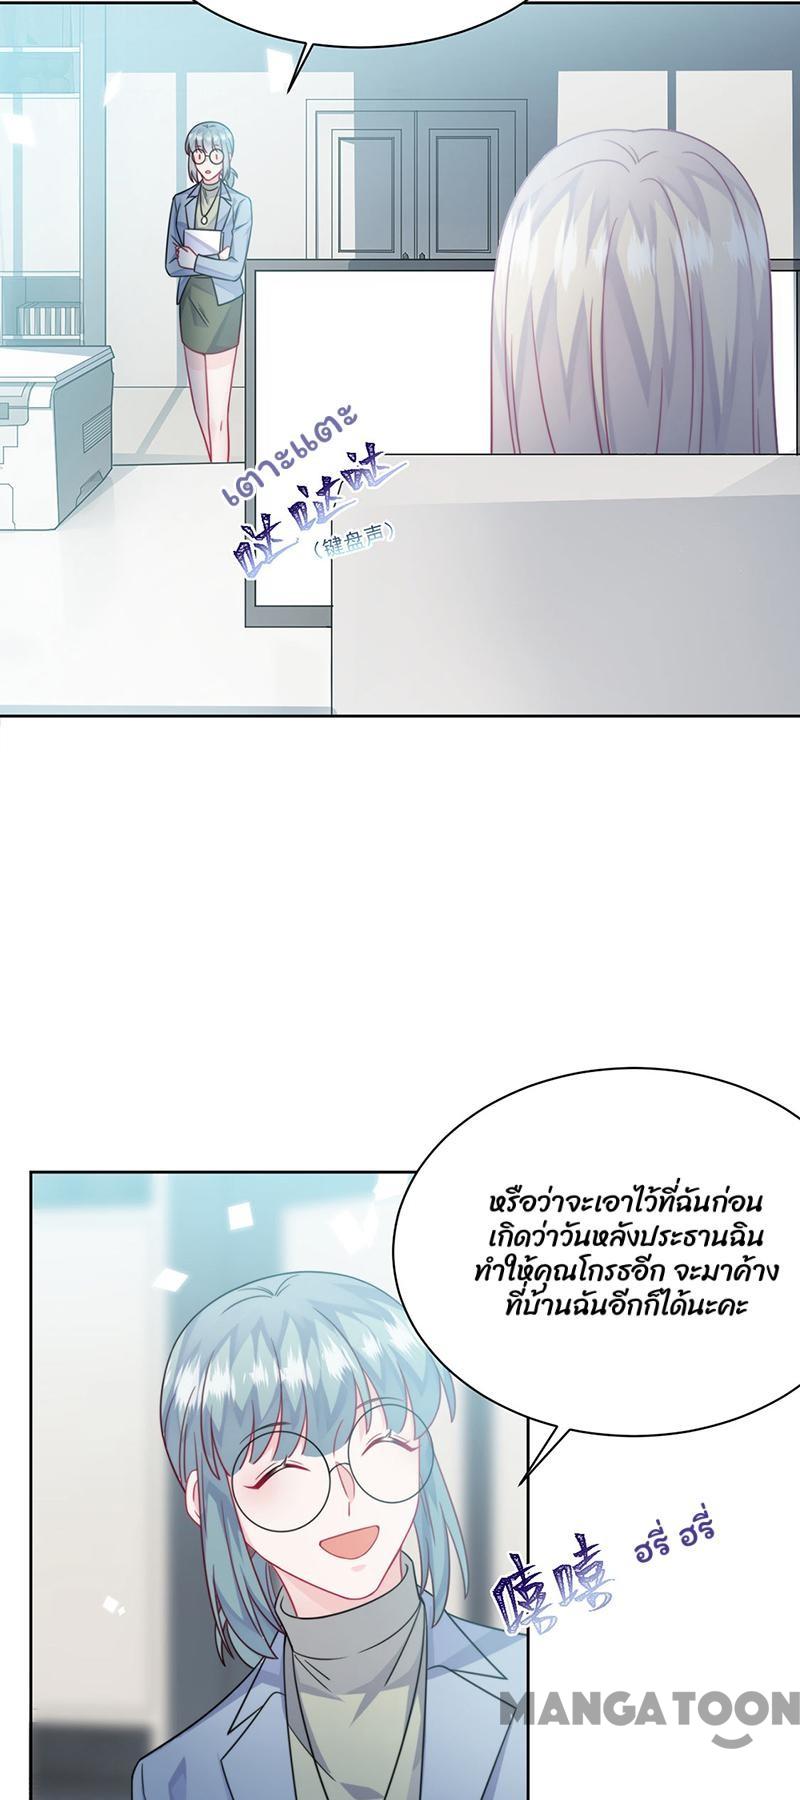 เตาะแตะ
哒哒哒
(键盘声)
หรือว่าจะเอาไว้ที่ฉันก่อน
เกิดว่าวันหลังประธานฉิน
ทำให้คุณโกรธอีก จะมาค้าง
ที่บ้านฉันอีกก็ได้นะคะ
ฮรี่ ฮรี่
嘻嘻
MANGATOON